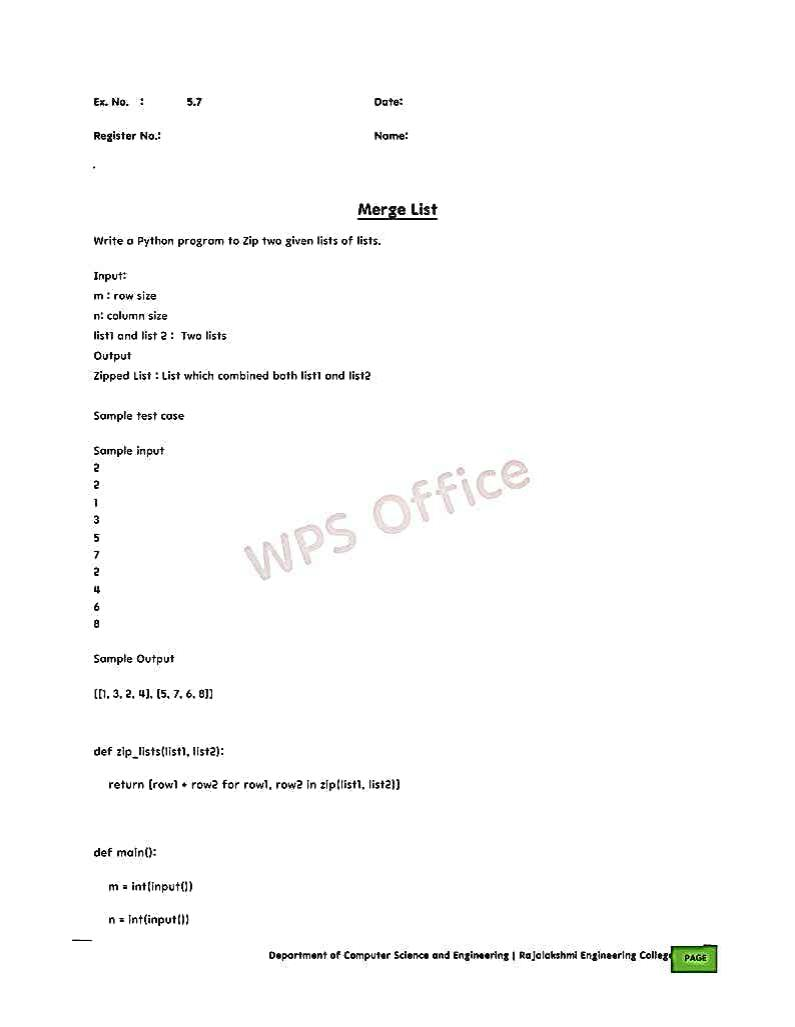 Ex. No. : 5.7 Date:
Register No.: Name:
.
Merge List
Write a Python program to Zip two given lists of lists.
Input:
m : row size
n: column size
list1 and list 2 : Two lists
Output
Zipped List : List which combined both list1 and list2
Sample test case
Sample input
2
2
1
3
5
7
2
4
6
8
Sample Output
[[1, 3, 2, 4], [5, 7, 6, 8]]
def zip_lists(list1, list2):
return [row1 + row2 for row1, row2 in zip(list1, list2)]
def main():
m = int(input())
n = int(input())
WPS Office
Department of Computer Science and Engineering | Rajalakshmi Engineering College
PAGE